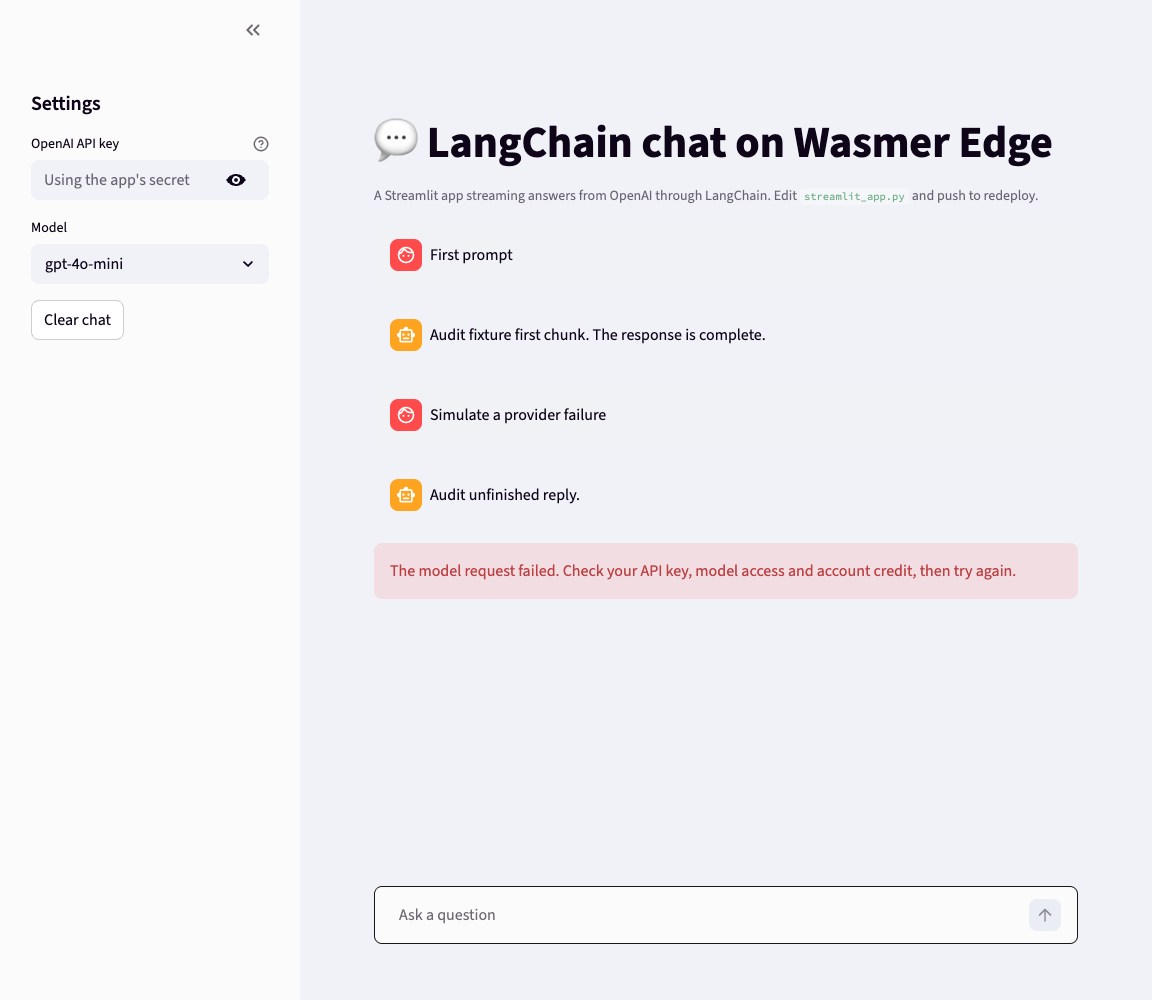 Settings
OpenAI API key
Using the app's secret
Model
gpt-4o-mini
Clear chat
LangChain chat on Wasmer Edge
A Streamlit app streaming answers from OpenAI through LangChain. Edit streamlit_app.py and push to redeploy.
First prompt
Audit fixture first chunk. The response is complete.
Simulate a provider failure
Audit unfinished reply.
The model request failed. Check your API key, model access and account credit, then try again.
Ask a question